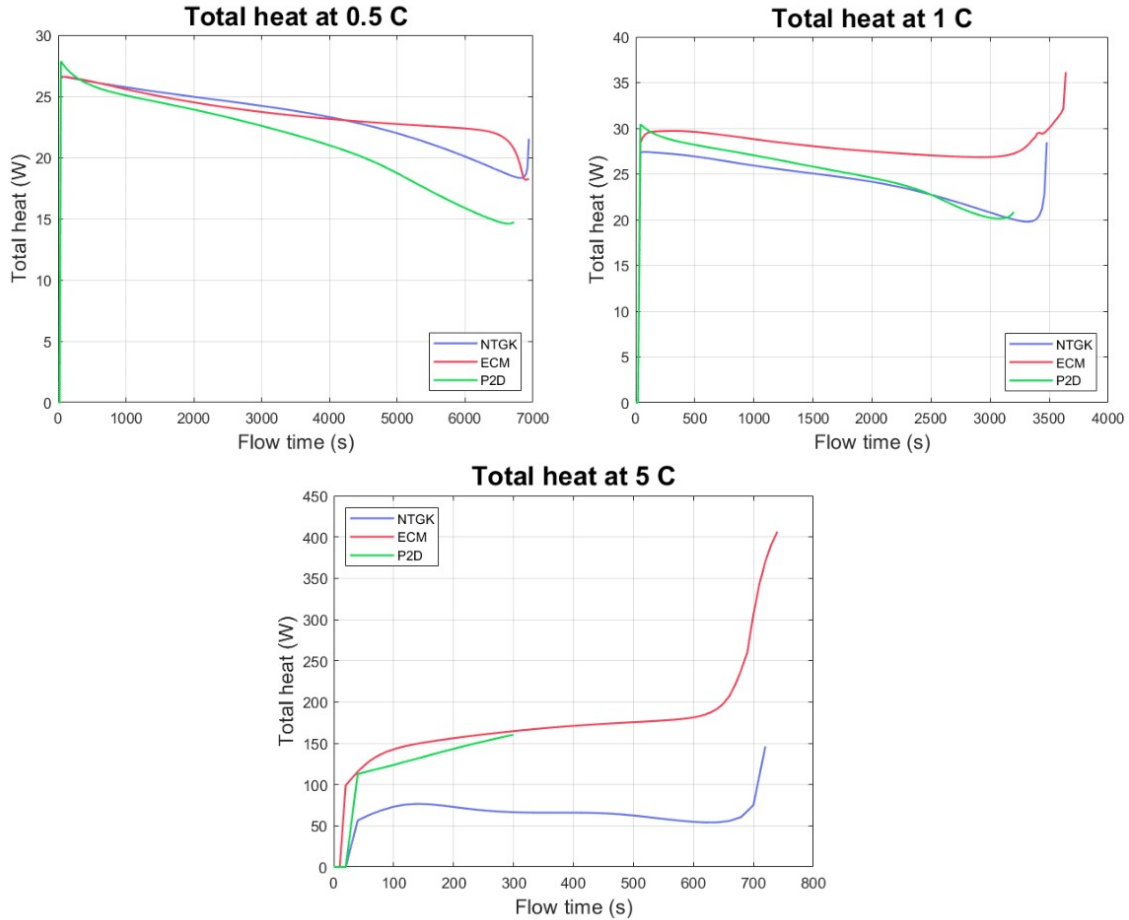 Total heat at 0.5 C
30
25
20
15
10
5
0
0 1000 2000 3000 4000 5000 6000 7000
Total heat (W)
Flow time (s)
NTGK
ECM
P2D
Total heat at 1 C
40
35
30
25
20
15
10
5
0
0 500 1000 1500 2000 2500 3000 3500 4000
Total heat (W)
Flow time (s)
NTGK
ECM
P2D
Total heat at 5 C
450
400
350
300
250
200
150
100
50
0
0 100 200 300 400 500 600 700 800
Total heat (W)
Flow time (s)
NTGK
ECM
P2D